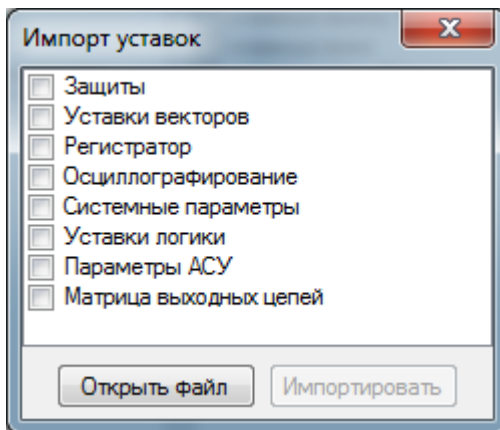 Импорт уставок
Защиты
Уставки векторов
Регистратор
Осциллографирование
Системные параметры
Уставки логики
Параметры АСУ
Матрица выходных цепей
Открыть файл Импортировать